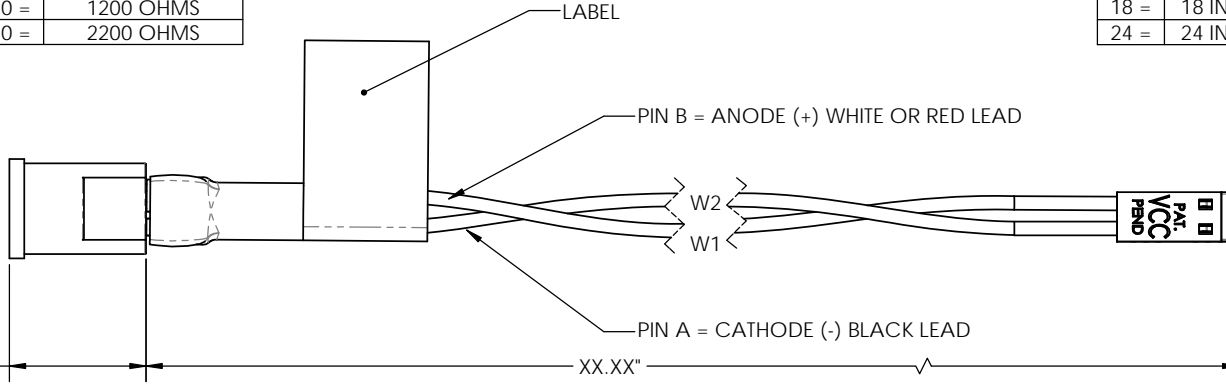 0 = 1200 OHMS
0 = 2200 OHMS
18 = 18 IN
24 = 24 IN
LABEL
PIN B = ANODE (+) WHITE OR RED LEAD
W2
W1
VCC
PAT.
PEND
PIN A = CATHODE (-) BLACK LEAD
XX.XX"